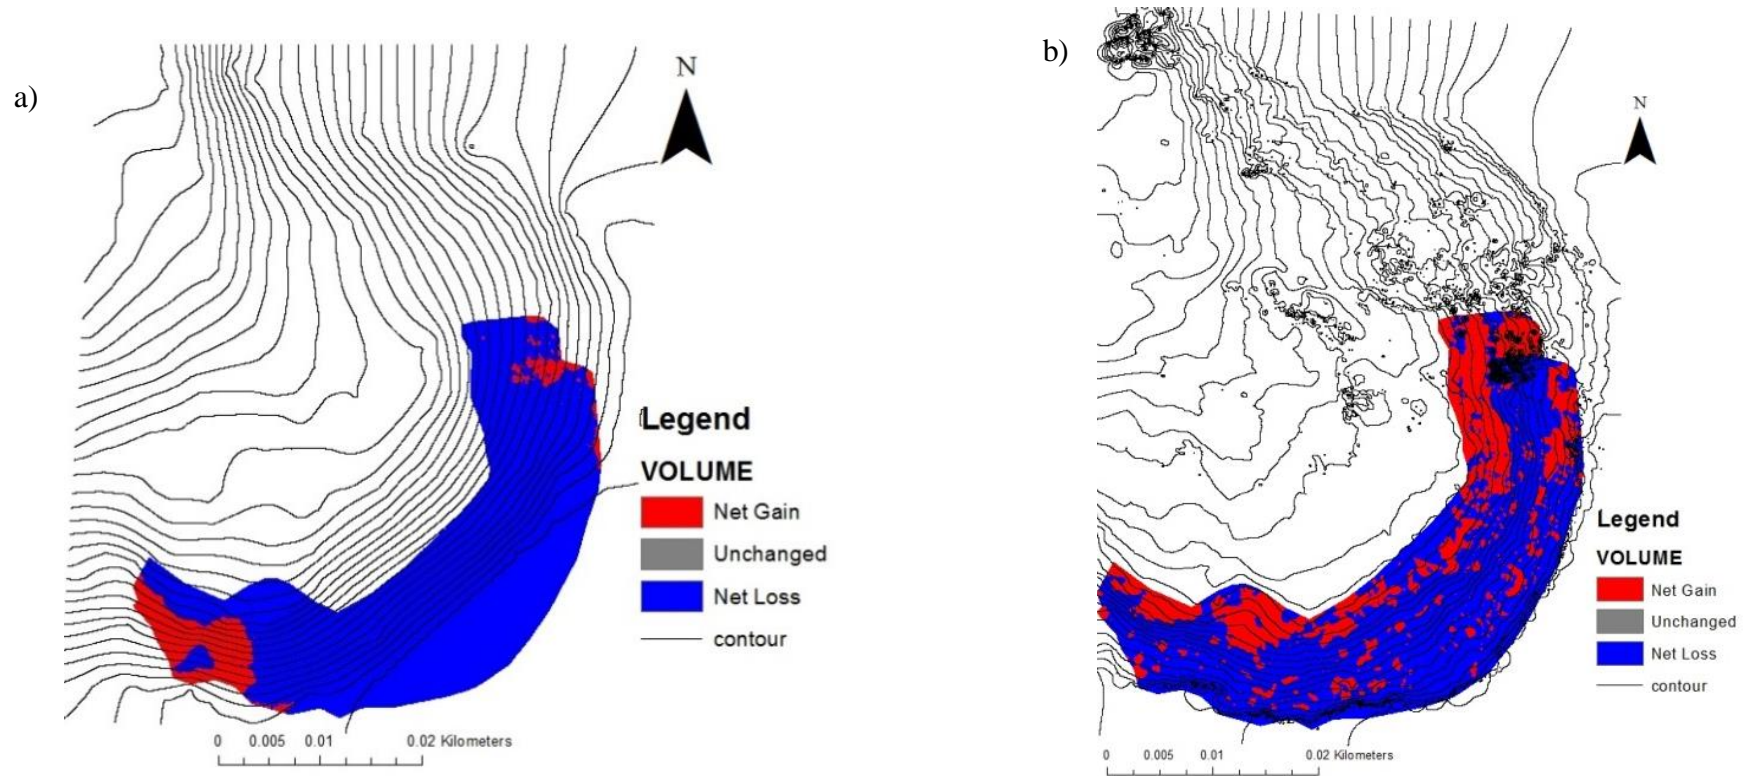 a)
N
Legend
VOLUME
Net Gain
Unchanged
Net Loss
contour
0 0.005 0.01 0.02 Kilometers
b)
N
Legend
VOLUME
Net Gain
Unchanged
Net Loss
contour
0 0.005 0.01 0.02 Kilometers